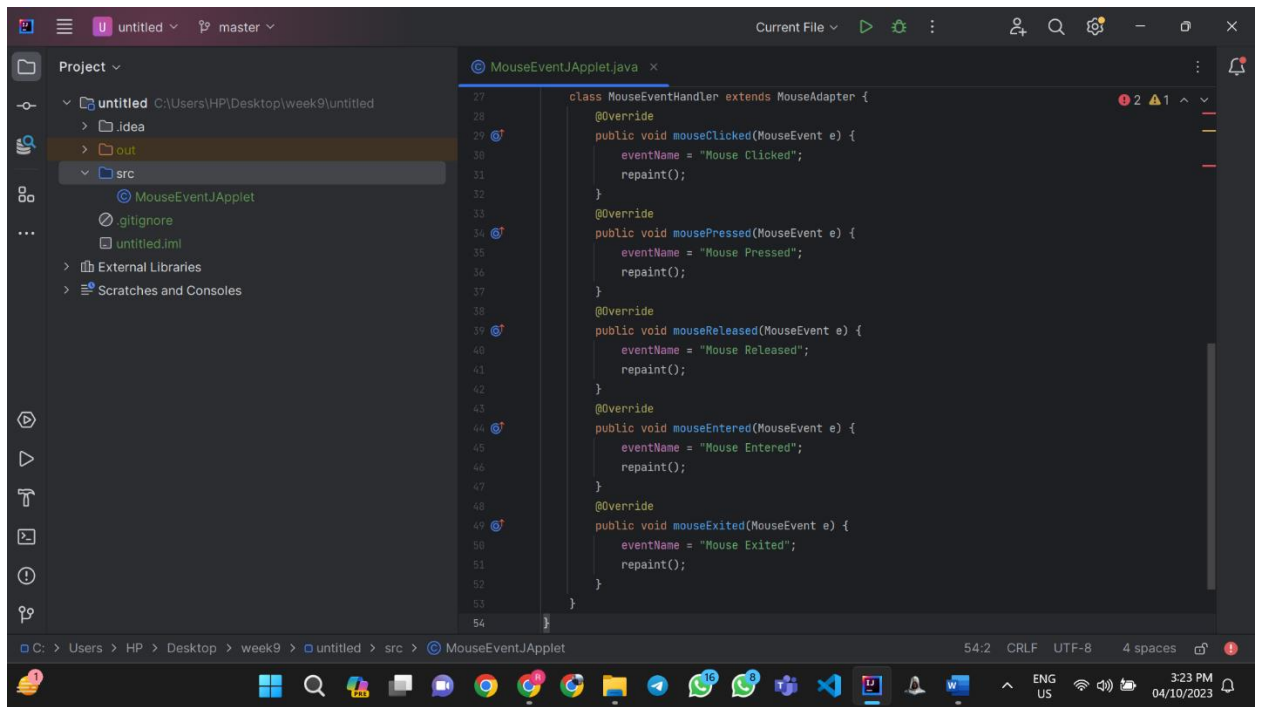 U untitled master Current File
Project
MouseEventJApplet.java
untitled C:\Users\HP\Desktop\week9\untitled
.idea
out
src
MouseEventJApplet
.gitignore
untitled.iml
External Libraries
Scratches and Consoles
2 1
27 class MouseEventHandler extends MouseAdapter {
28 @Override
29 public void mouseClicked(MouseEvent e) {
30 eventName = "Mouse Clicked";
31 repaint();
32 }
33 @Override
34 public void mousePressed(MouseEvent e) {
35 eventName = "Mouse Pressed";
36 repaint();
37 }
38 @Override
39 public void mouseReleased(MouseEvent e) {
40 eventName = "Mouse Released";
41 repaint();
42 }
43 @Override
44 public void mouseEntered(MouseEvent e) {
45 eventName = "Mouse Entered";
46 repaint();
47 }
48 @Override
49 public void mouseExited(MouseEvent e) {
50 eventName = "Mouse Exited";
51 repaint();
52 }
53 }
54 }
C: > Users > HP > Desktop > week9 > untitled > src > MouseEventJApplet 54:2 CRLF UTF-8 4 spaces
1 PRE R 16 8 W ENG US 3:23 PM 04/10/2023